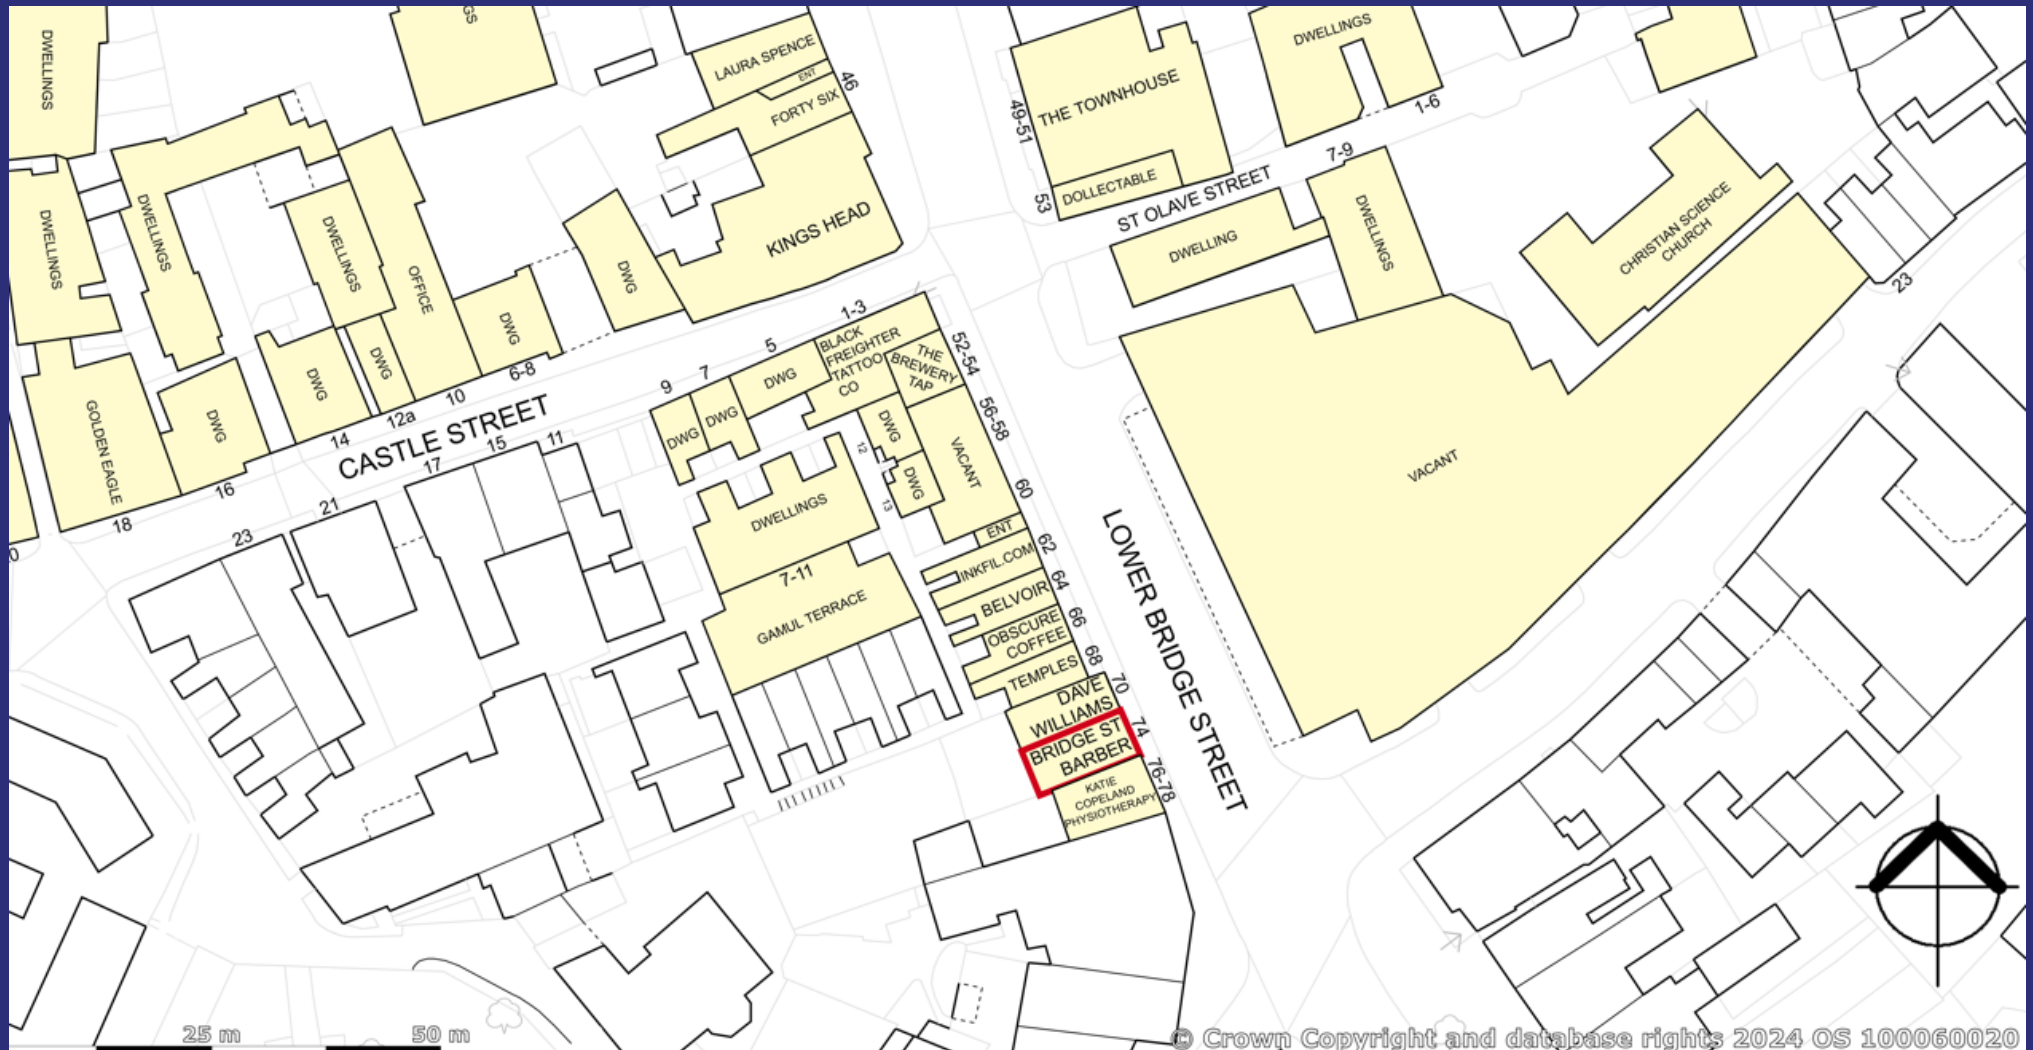 DWELLINGS
GS
LAURA SPENCE
ENT
46
FORTY SIX
KINGS HEAD
49-51
THE TOWNHOUSE
DOLLECTABLE
53
DWELLINGS
1-6
7-9
ST OLAVE STREET
DWELLING
DWELLINGS
CHRISTIAN SCIENCE
CHURCH
23
DWELLINGS
DWELLINGS
DWELLINGS
OFFICE
DWG
DWG
DWG
DWG
DWG
GOLDEN EAGLE
0
18
16
14
12a
10
6-8
CASTLE STREET
23
21
17
15
11
9
7
5
1-3
DWG
DWG
DWG
BLACK
FREIGHTER
TATTOO
CO
THE
BREWERY
TAP
52-54
56-58
DWG
DWG
12
13
VACANT
60
ENT
62
INKFIL.COM
64
BELVOIR
66
OBSCURE
COFFEE
68
TEMPLES
70
DAVE
WILLIAMS
74
BRIDGE ST
BARBER
76-78
KATIE
COPELAND
PHYSIOTHERAPY
DWELLINGS
7-11
GAMUL TERRACE
LOWER BRIDGE STREET
VACANT
25 m
50 m
© Crown Copyright and database rights 2024 OS 100060020